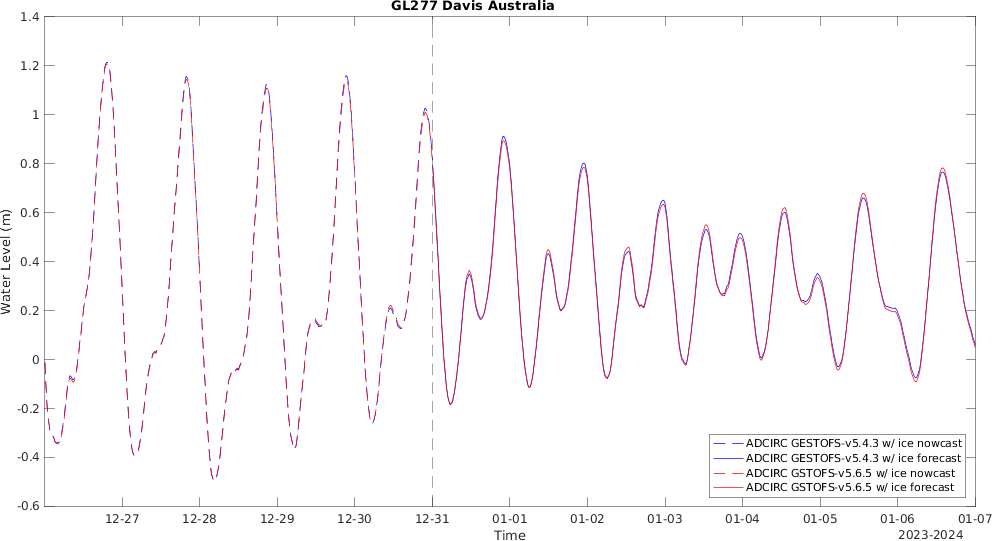 GL277 Davis Australia
Water Level (m)
1.4
1.2
1
0.8
0.6
0.4
0.2
0
-0.2
-0.4
-0.6
ADCIRC GESTOFS-v5.4.3 w/ ice nowcast
ADCIRC GESTOFS-v5.4.3 w/ ice forecast
ADCIRC GSTOFS-v5.6.5 w/ ice nowcast
ADCIRC GSTOFS-v5.6.5 w/ ice forecast
12-27 12-28 12-29 12-30 12-31 01-01 01-02 01-03 01-04 01-05 01-06 01-07
Time
2023-2024